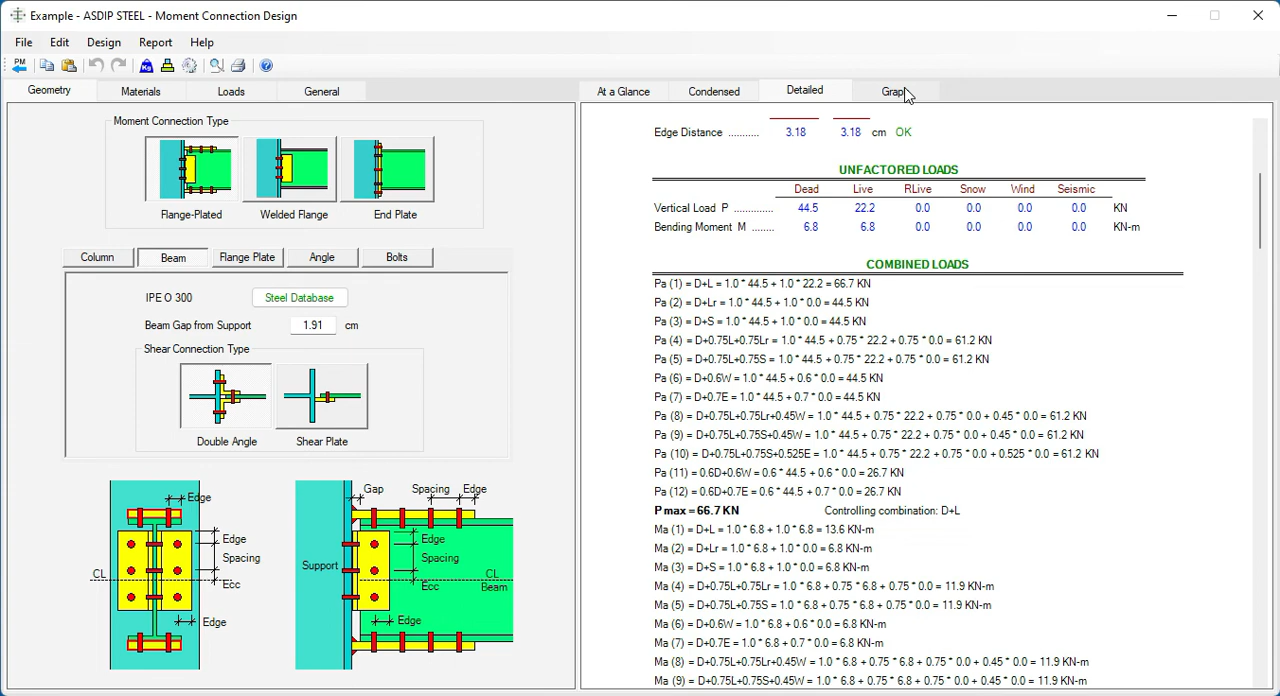 Example - ASDIP STEEL - Moment Connection Design
File Edit Design Report Help
PM
Kg
Geometry Materials Loads General
Moment Connection Type
Flange-Plated Welded Flange End Plate
Column Beam Flange Plate Angle Bolts
IPE O 300 Steel Database
Beam Gap from Support 1.91 cm
Shear Connection Type
Double Angle Shear Plate
Edge
Edge
Spacing
CL
Ecc
Edge
Gap Spacing Edge
Edge
Spacing
Support
CL
Ecc Beam
Edge
At a Glance Condensed Detailed Graph
Edge Distance ........... 3.18 3.18 cm OK
UNFACTORED LOADS
Dead Live RLive Snow Wind Seismic
Vertical Load P .............. 44.5 22.2 0.0 0.0 0.0 0.0 KN
Bending Moment M ........ 6.8 6.8 0.0 0.0 0.0 0.0 KN-m
COMBINED LOADS
Pa (1) = D+L = 1.0 * 44.5 + 1.0 * 22.2 = 66.7 KN
Pa (2) = D+Lr = 1.0 * 44.5 + 1.0 * 0.0 = 44.5 KN
Pa (3) = D+S = 1.0 * 44.5 + 1.0 * 0.0 = 44.5 KN
Pa (4) = D+0.75L+0.75Lr = 1.0 * 44.5 + 0.75 * 22.2 + 0.75 * 0.0 = 61.2 KN
Pa (5) = D+0.75L+0.75S = 1.0 * 44.5 + 0.75 * 22.2 + 0.75 * 0.0 = 61.2 KN
Pa (6) = D+0.6W = 1.0 * 44.5 + 0.6 * 0.0 = 44.5 KN
Pa (7) = D+0.7E = 1.0 * 44.5 + 0.7 * 0.0 = 44.5 KN
Pa (8) = D+0.75L+0.75Lr+0.45W = 1.0 * 44.5 + 0.75 * 22.2 + 0.75 * 0.0 + 0.45 * 0.0 = 61.2 KN
Pa (9) = D+0.75L+0.75S+0.45W = 1.0 * 44.5 + 0.75 * 22.2 + 0.75 * 0.0 + 0.45 * 0.0 = 61.2 KN
Pa (10) = D+0.75L+0.75S+0.525E = 1.0 * 44.5 + 0.75 * 22.2 + 0.75 * 0.0 + 0.525 * 0.0 = 61.2 KN
Pa (11) = 0.6D+0.6W = 0.6 * 44.5 + 0.6 * 0.0 = 26.7 KN
Pa (12) = 0.6D+0.7E = 0.6 * 44.5 + 0.7 * 0.0 = 26.7 KN
P max = 66.7 KN Controlling combination: D+L
Ma (1) = D+L = 1.0 * 6.8 + 1.0 * 6.8 = 13.6 KN-m
Ma (2) = D+Lr = 1.0 * 6.8 + 1.0 * 0.0 = 6.8 KN-m
Ma (3) = D+S = 1.0 * 6.8 + 1.0 * 0.0 = 6.8 KN-m
Ma (4) = D+0.75L+0.75Lr = 1.0 * 6.8 + 0.75 * 6.8 + 0.75 * 0.0 = 11.9 KN-m
Ma (5) = D+0.75L+0.75S = 1.0 * 6.8 + 0.75 * 6.8 + 0.75 * 0.0 = 11.9 KN-m
Ma (6) = D+0.6W = 1.0 * 6.8 + 0.6 * 0.0 = 6.8 KN-m
Ma (7) = D+0.7E = 1.0 * 6.8 + 0.7 * 0.0 = 6.8 KN-m
Ma (8) = D+0.75L+0.75Lr+0.45W = 1.0 * 6.8 + 0.75 * 6.8 + 0.75 * 0.0 + 0.45 * 0.0 = 11.9 KN-m
Ma (9) = D+0.75L+0.75S+0.45W = 1.0 * 6.8 + 0.75 * 6.8 + 0.75 * 0.0 + 0.45 * 0.0 = 11.9 KN-m